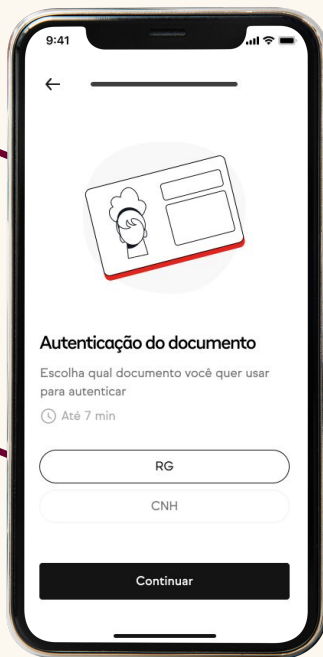 9:41
Autenticação do documento
Escolha qual documento você quer usar
para autenticar
Até 7 min
RG
CNH
Continuar